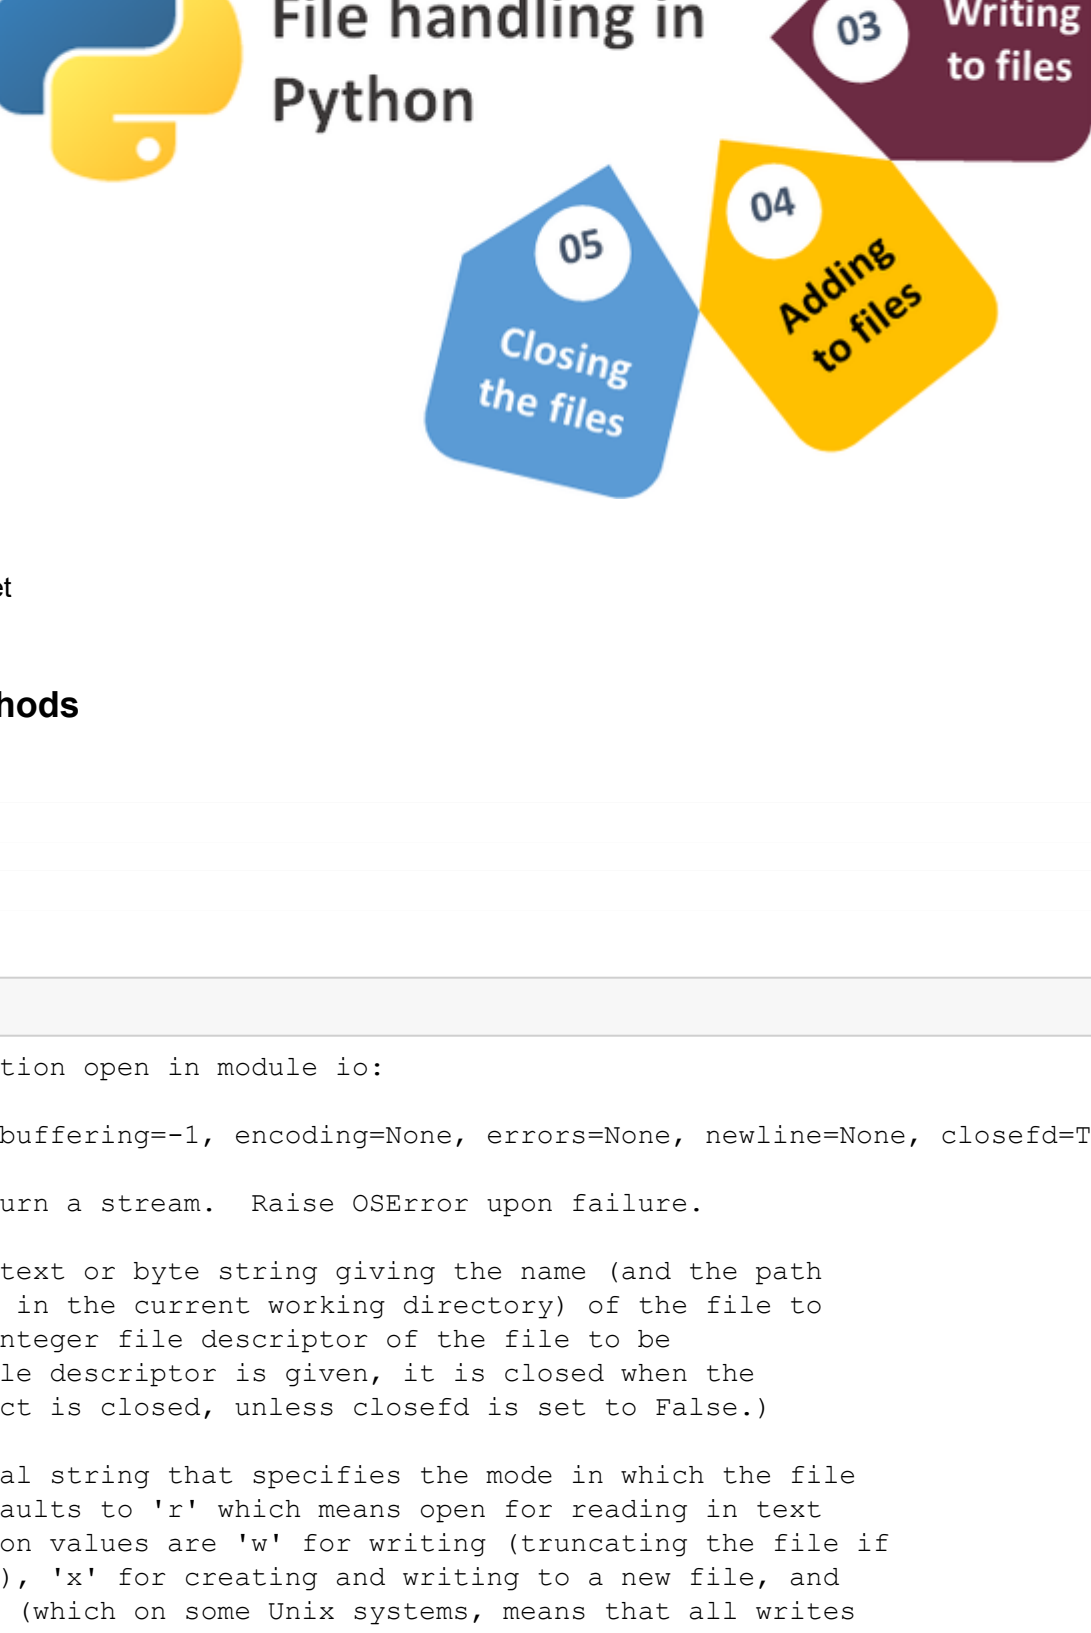 File handling in
Python
03
Writing
to files
04
Adding
to files
05
Closing
the files
et
hods
tion open in module io:
buffering=-1, encoding=None, errors=None, newline=None, closefd=T
urn a stream.  Raise OSError upon failure.
text or byte string giving the name (and the path
in the current working directory) of the file to
nteger file descriptor of the file to be
le descriptor is given, it is closed when the
ct is closed, unless closefd is set to False.)
al string that specifies the mode in which the file
aults to 'r' which means open for reading in text
on values are 'w' for writing (truncating the file if
), 'x' for creating and writing to a new file, and
(which on some Unix systems, means that all writes